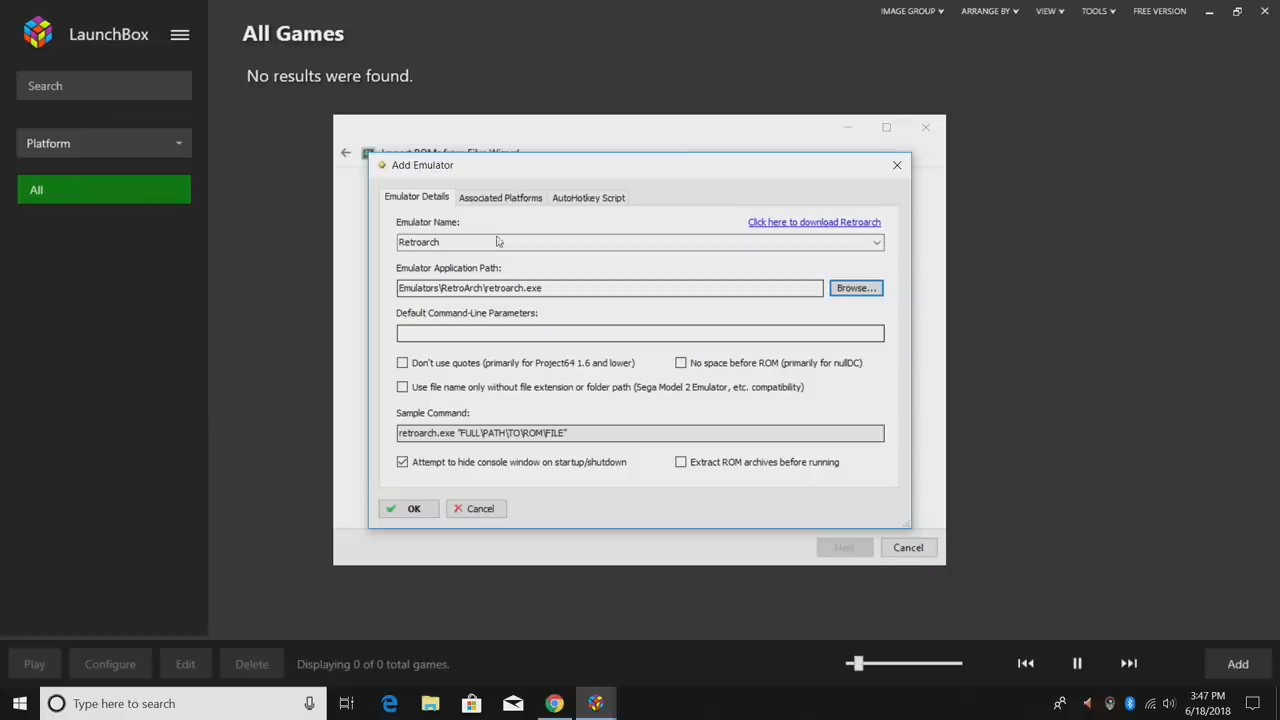 LaunchBox
All Games
IMAGE GROUP
ARRANGE BY
VIEW
TOOLS
FREE VERSION
Search
No results were found.
Platform
All
Add Emulator
Emulator Details
Associated Platforms
AutoHotkey Script
Emulator Name:
Click here to download Retroarch
Retroarch
Emulator Application Path:
Emulators\RetroArch\retroarch.exe
Browse...
Default Command-Line Parameters:
Don't use quotes (primarily for Project64 1.6 and lower)
No space before ROM (primarily for nullDC)
Use file name only without file extension or folder path (Sega Model 2 Emulator, etc. compatibility)
Sample Command:
retroarch.exe "FULL\PATH\TO\ROM\FILE"
Attempt to hide console window on startup/shutdown
Extract ROM archives before running
OK
Cancel
Next
Cancel
Play
Configure
Edit
Delete
Displaying 0 of 0 total games.
Add
Type here to search
3:47 PM
6/18/2018